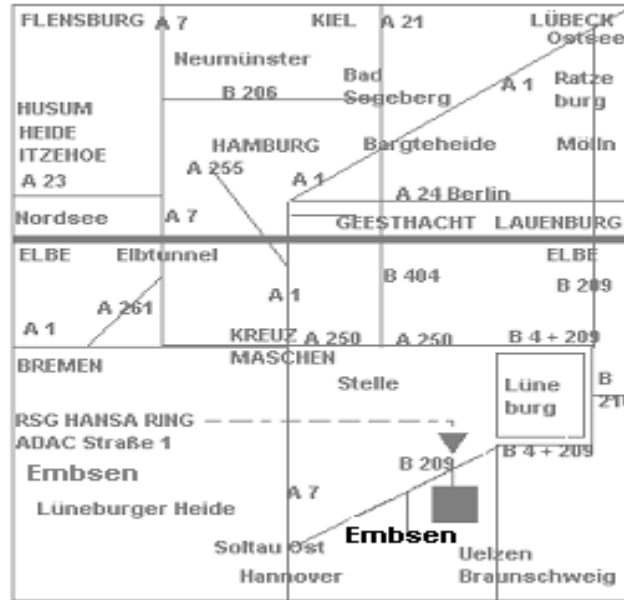 FLENSBURG A 7 KIEL A 21 LÜBECK
Ostsee
Neumünster
Bad
Segeberg
A 1 Ratze
burg
B 206
HUSUM
HEIDE
ITZEHOE
HAMBURG Bargteheide Mölln
A 255
A 23 A 1
A 24 Berlin
Nordsee A 7 GEESTHACHT LAUENBURG
ELBE Elbtunnel ELBE
B 404
B 209
A 261 A 1
A 1 KREUZ A 250 A 250 B 4 + 209
MASCHEN
BREMEN
Stelle Lüne
burg
B
RSG HANSA RING
ADAC Straße 1
B 4 + 209
Embsen B 209
Lüneburger Heide A 7
Embsen
Soltau Ost Uelzen
Hannover Braunschweig